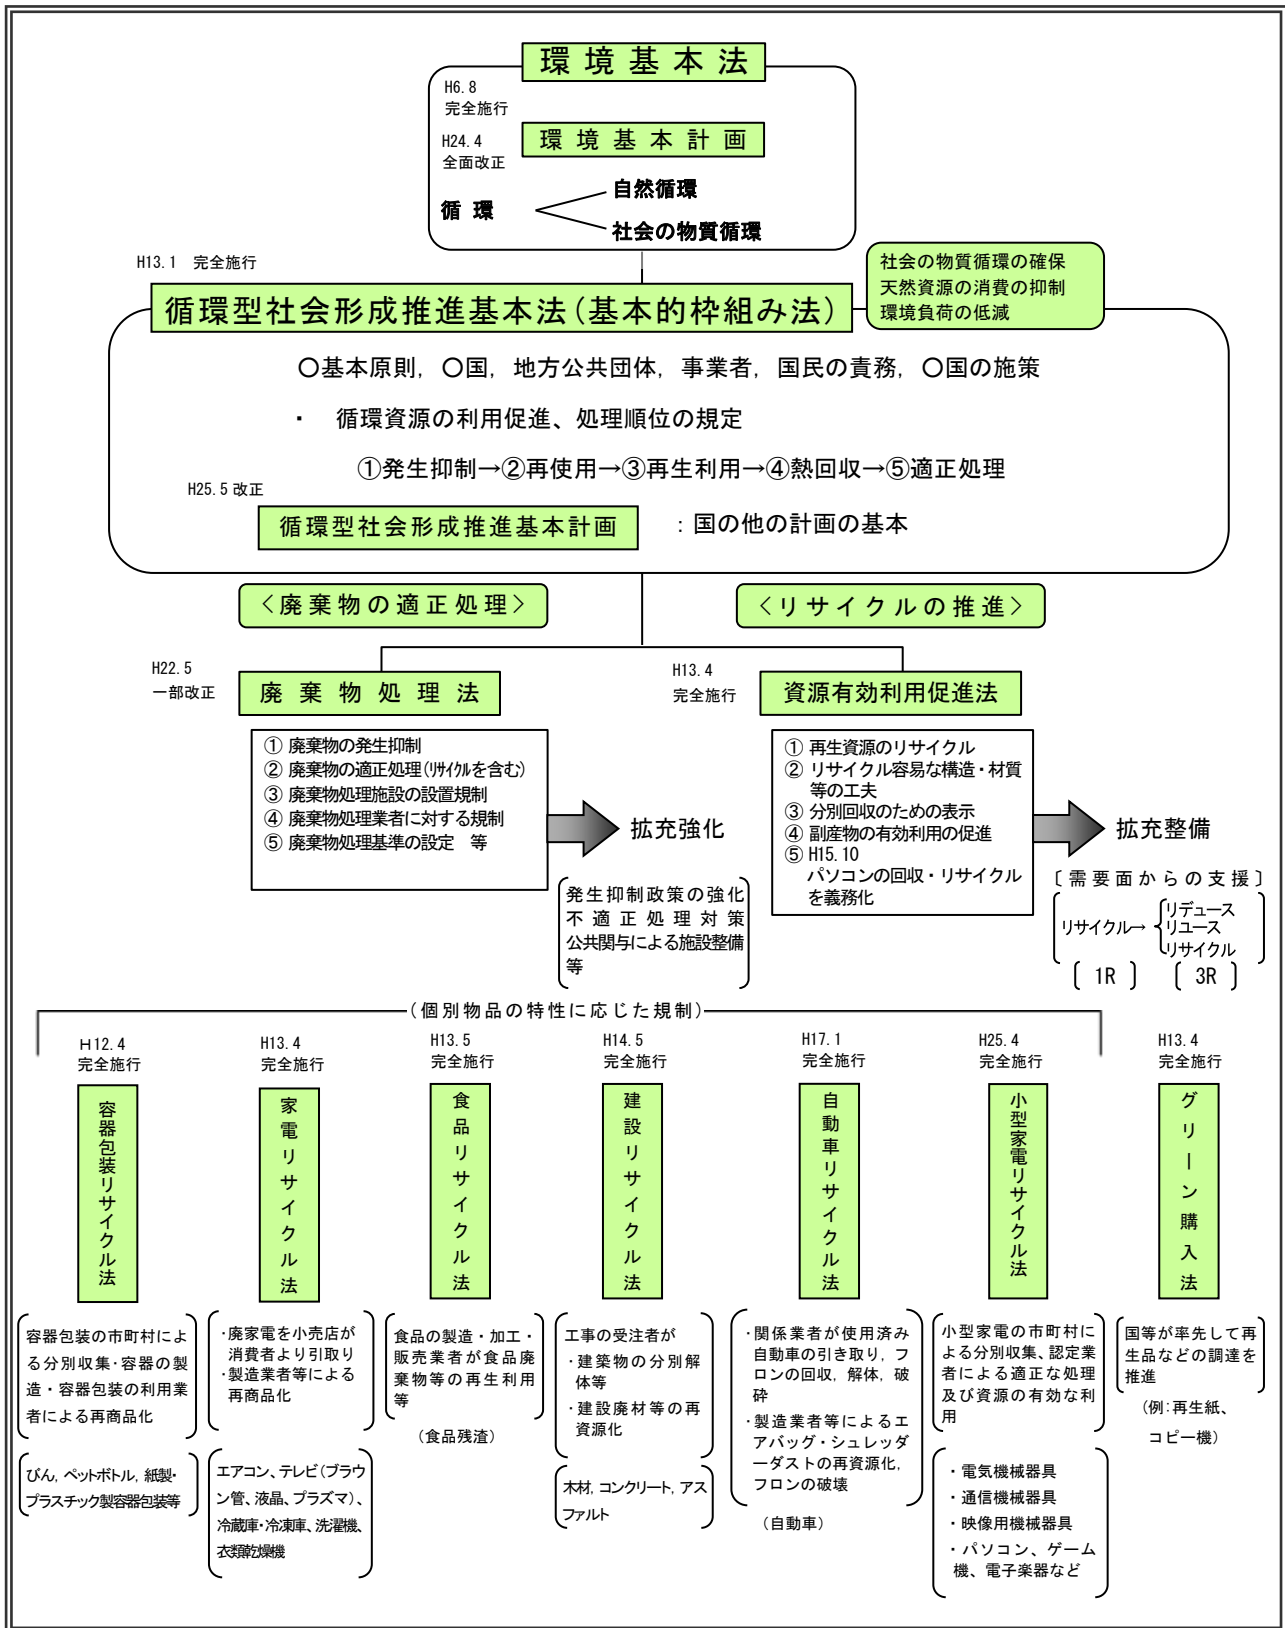 環境基本法
H6.8
完全施行
環境基本計画
H24.4
全面改正
循環
自然循環
社会の物質循環
H13.1 完全施行
循環型社会形成推進基本法(基本的枠組み法)
社会の物質循環の確保
天然資源の消費の抑制
環境負荷の低減
〇基本原則, 〇国, 地方公共団体, 事業者, 国民の責務, 〇国の施策
・ 循環資源の利用促進、処理順位の規定
①発生抑制→②再使用→③再生利用→④熱回収→⑤適正処理
H25.5 改正
循環型社会形成推進基本計画
:国の他の計画の基本
<廃棄物の適正処理>
<リサイクルの推進>
H22.5
一部改正
廃棄物処理法
① 廃棄物の発生抑制
② 廃棄物の適正処理(リサイクルを含む)
③ 廃棄物処理施設の設置規制
④ 廃棄物処理業者に対する規制
⑤ 廃棄物処理基準の設定 等
拡充強化
発生抑制政策の強化
不適正処理対策
公共関与による施設整備
等
H13.4
完全施行
資源有効利用促進法
① 再生資源のリサイクル
② リサイクル容易な構造・材質
等の工夫
③ 分別回収のための表示
④ 副産物の有効利用の促進
⑤ H15.10
パソコンの回収・リサイクル
を義務化
拡充整備
〔需要面からの支援〕
リサイクル→
リデュース
リユース
リサイクル
〔 1R 〕 〔 3R 〕
(個別物品の特性に応じた規制)
H12.4
完全施行
容器包装リサイクル法
容器包装の市町村によ
る分別収集・容器の製
造・容器包装の利用業
者による再商品化
びん, ペットボトル, 紙製・
プラスチック製容器包装等
H13.4
完全施行
家電リサイクル法
・廃家電を小売店が
消費者より引取り
・製造業者等による
再商品化
エアコン、テレビ(ブラウ
ン管、液晶、プラズマ)、
冷蔵庫・冷凍庫、洗濯機、
衣類乾燥機
H13.5
完全施行
食品リサイクル法
食品の製造・加工・
販売業者が食品廃
棄物等の再生利用
等
(食品残渣)
H14.5
完全施行
建設リサイクル法
工事の受注者が
・建築物の分別解
体等
・建設廃材等の再
資源化
木材, コンクリート, アス
ファルト
H17.1
完全施行
自動車リサイクル法
・関係業者が使用済み
自動車の引き取り, フ
ロンの回収, 解体, 破
砕
・製造業者等によるエ
アバッグ・シュレッダ
ーダストの再資源化,
フロンの破壊
(自動車)
H25.4
完全施行
小型家電リサイクル法
小型家電の市町村に
よる分別収集、認定業
者による適正な処理
及び資源の有効な利
用
・電気機械器具
・通信機械器具
・映像用機械器具
・パソコン、ゲーム
機、電子楽器など
H13.4
完全施行
グリーン購入法
国等が率先して再
生品などの調達を
推進
(例:再生紙、
コピー機)